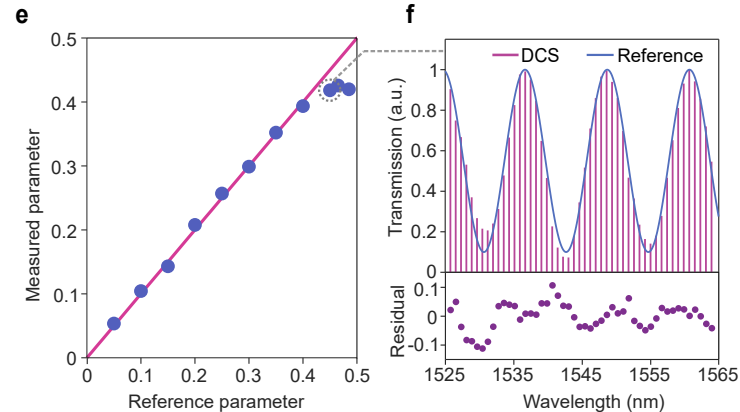 e
0.5
0.4
0.3
0.2
0.1
0
0 0.1 0.2 0.3 0.4 0.5
Measured parameter
Reference parameter
f
DCS Reference
1
0.8
0.6
0.4
0.2
0
Transmission (a.u.)
0.1
0
-0.1
Residual
1525 1535 1545 1555 1565
Wavelength (nm)